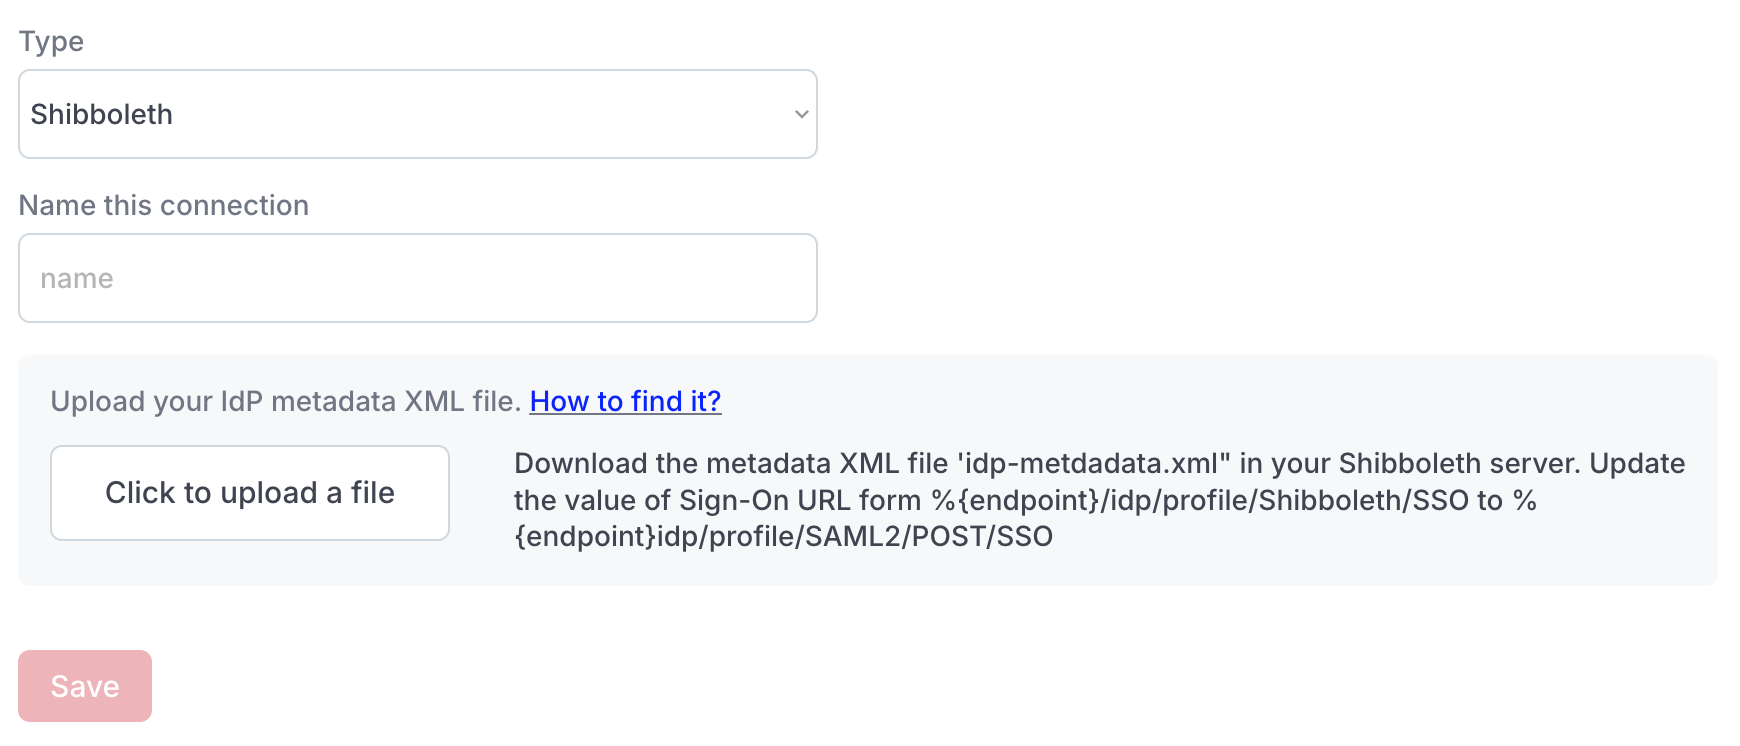 Type
Shibboleth
Name this connection
name
Upload your IdP metadata XML file. How to find it?
Click to upload a file
Download the metadata XML file 'idp-metdadata.xml" in your Shibboleth server. Update
the value of Sign-On URL form %{endpoint}/idp/profile/Shibboleth/SSO to %
{endpoint}idp/profile/SAML2/POST/SSO
Save